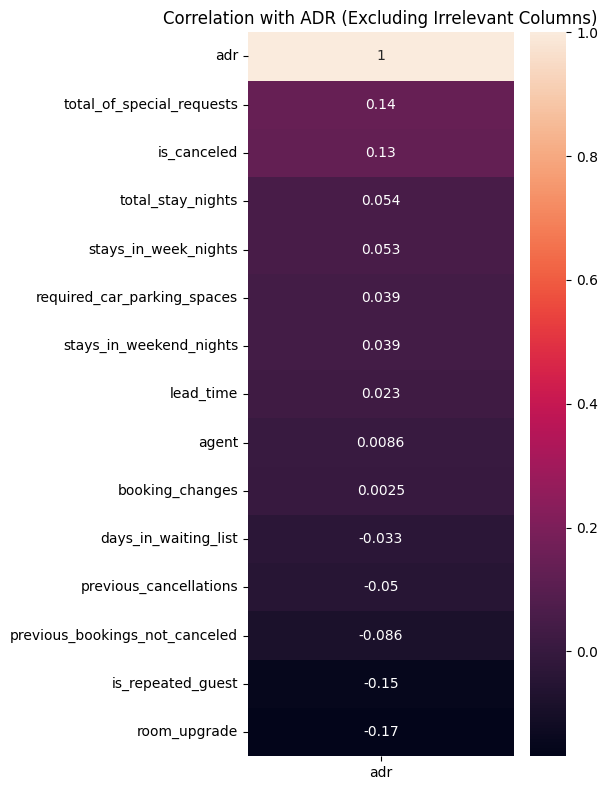 Correlation with ADR (Excluding Irrelevant Columns)
adr 1
total_of_special_requests 0.14
is_canceled 0.13
total_stay_nights 0.054
stays_in_week_nights 0.053
required_car_parking_spaces 0.039
stays_in_weekend_nights 0.039
lead_time 0.023
agent 0.0086
booking_changes 0.0025
days_in_waiting_list -0.033
previous_cancellations -0.05
previous_bookings_not_canceled -0.086
is_repeated_guest -0.15
room_upgrade -0.17
adr
1.0
0.8
0.6
0.4
0.2
0.0